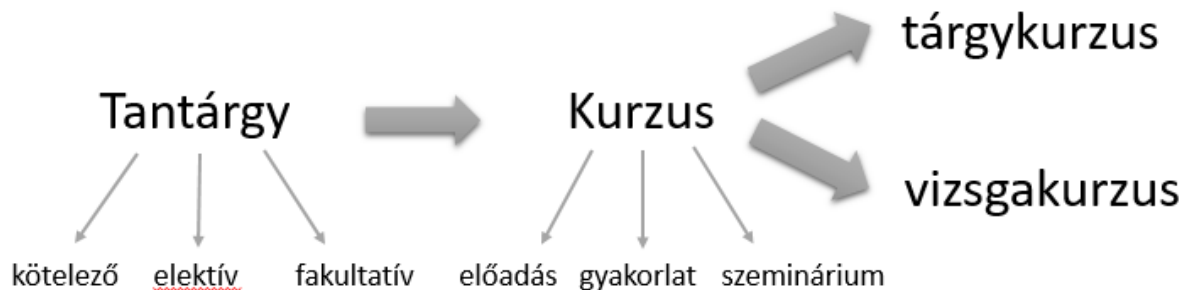 tárgykurzus
Tantárgy
Kurzus
vizsgakurzus
kötelező elektív fakultatív előadás gyakorlat szeminárium